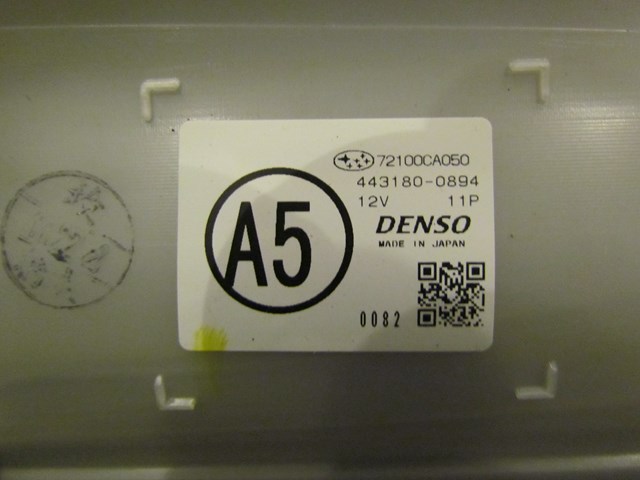 72100CA050
443180-0894
12V 11P
A5
DENSO
MADE IN JAPAN
0082